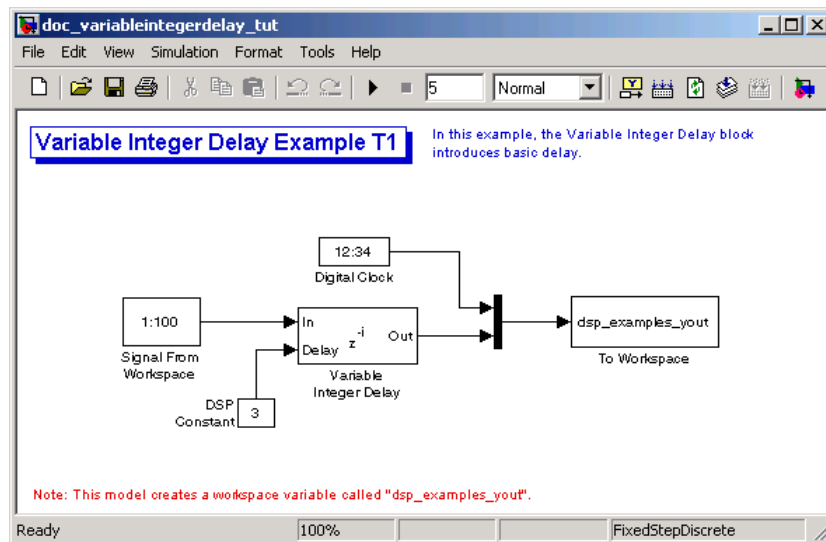 doc_variableintegerdelay_tut
File Edit View Simulation Format Tools Help
5 Normal
Variable Integer Delay Example T1
In this example, the Variable Integer Delay block
introduces basic delay.
12:34
Digital Clock
1:100
Signal From
Workspace
In
Delay
z
-i
Out
Variable
Integer Delay
dsp_examples_yout
To Workspace
DSP
Constant
3
Note: This model creates a workspace variable called "dsp_examples_yout".
Ready 100% FixedStepDiscrete